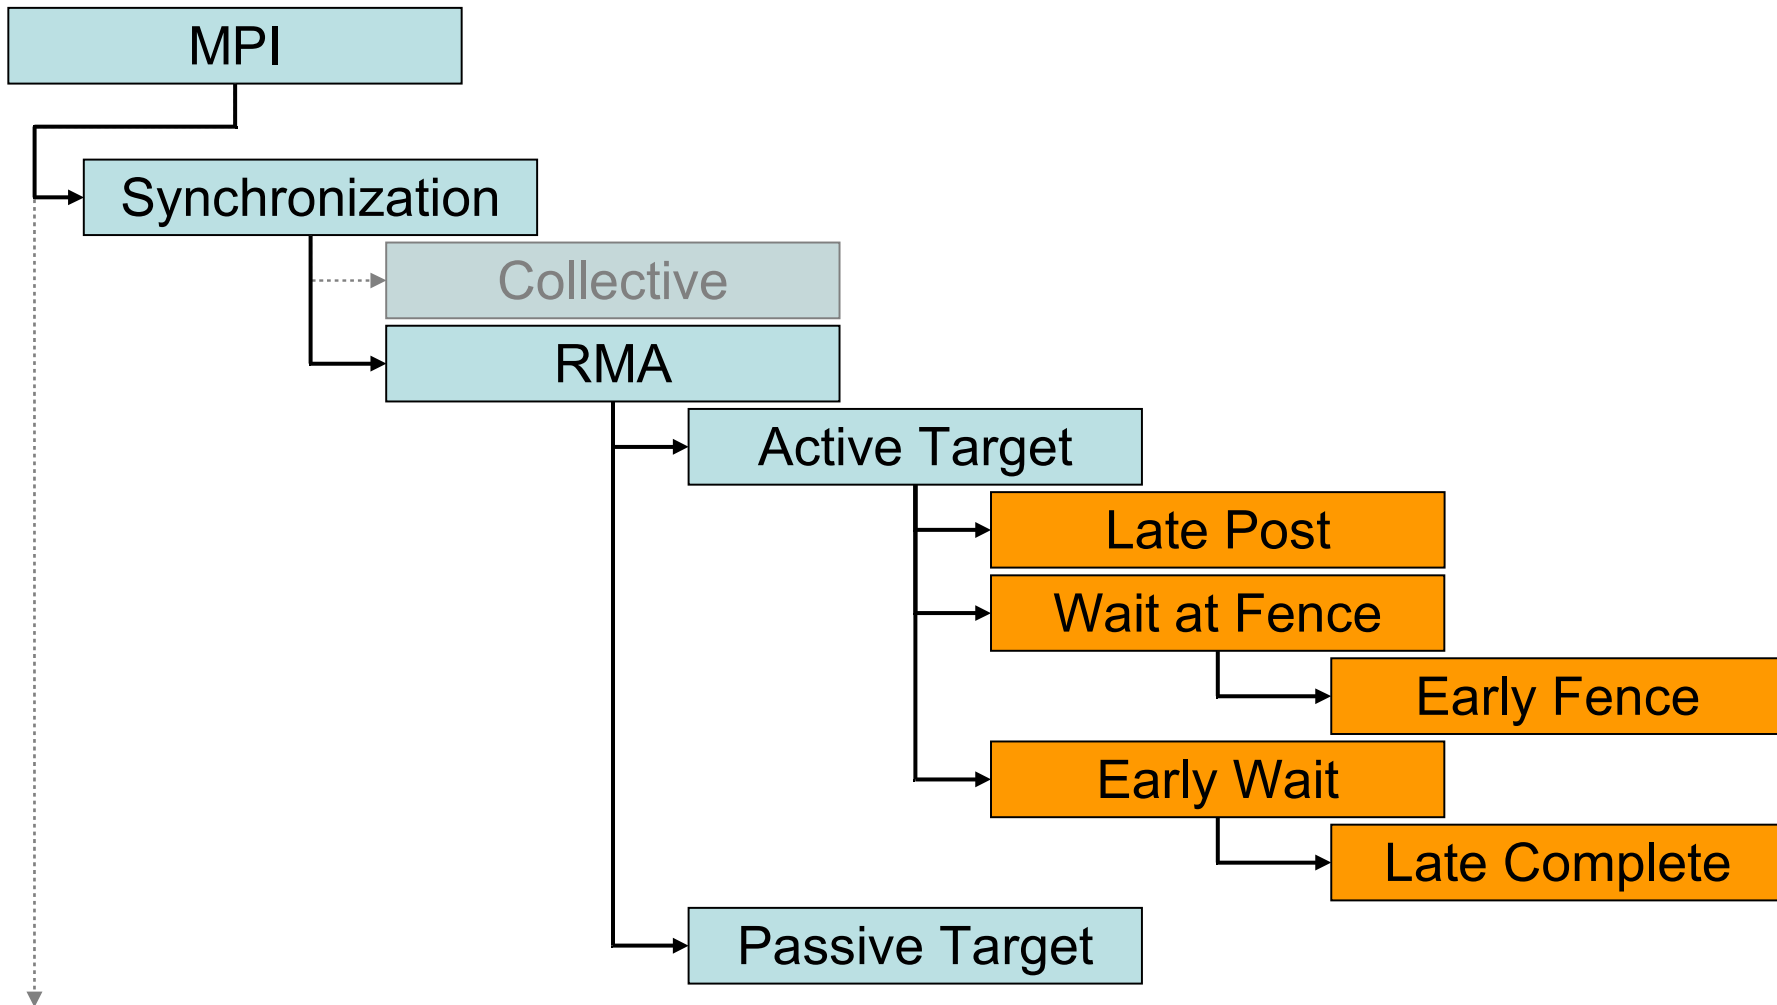 MPI
Synchronization
Collective
RMA
Active Target
Late Post
Wait at Fence
Early Fence
Early Wait
Late Complete
Passive Target